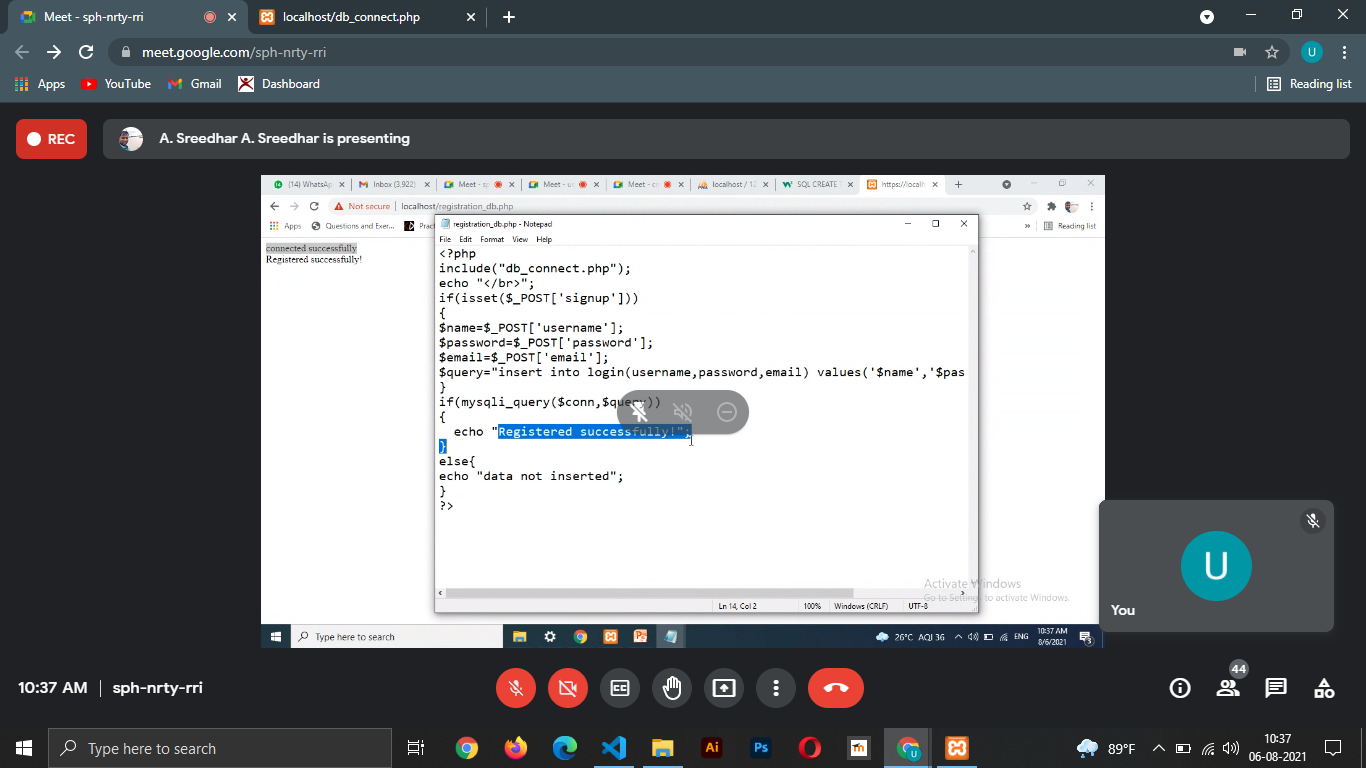 Meet - sph-nrty-rri
localhost/db_connect.php
meet.google.com/sph-nrty-rri
U
Apps
YouTube
Gmail
Dashboard
Reading list
REC
A. Sreedhar A. Sreedhar is presenting
(14) WhatsAp
Inbox (3,922)
Meet - sp
Meet - u
Meet - c
localhost / 12
SQL CREATE T
https://localh
Not secure
localhost/registration_db.php
Apps
Questions and Exer...
Prac
Reading list
connected successfully
Registered successfully!
registration_db.php - Notepad
File Edit Format View Help
<?php
include("db_connect.php");
echo "</br>";
if(isset($_POST['signup']))
{
$name=$_POST['username'];
$password=$_POST['password'];
$email=$_POST['email'];
$query="insert into login(username,password,email) values('$name','$pas
}
if(mysqli_query($conn,$query))
{
echo "Registered successfully!";
}
else{
echo "data not inserted";
}
?>
Activate Windows
Go to Settings to activate Windows.
Ln 14, Col 2
100%
Windows (CRLF)
UTF-8
U
You
Type here to search
26°C AQI 36
ENG
10:37 AM
8/6/2021
3
10:37 AM
sph-nrty-rri
44
Type here to search
Ai
Ps
m
U
89°F
10:37
06-08-2021